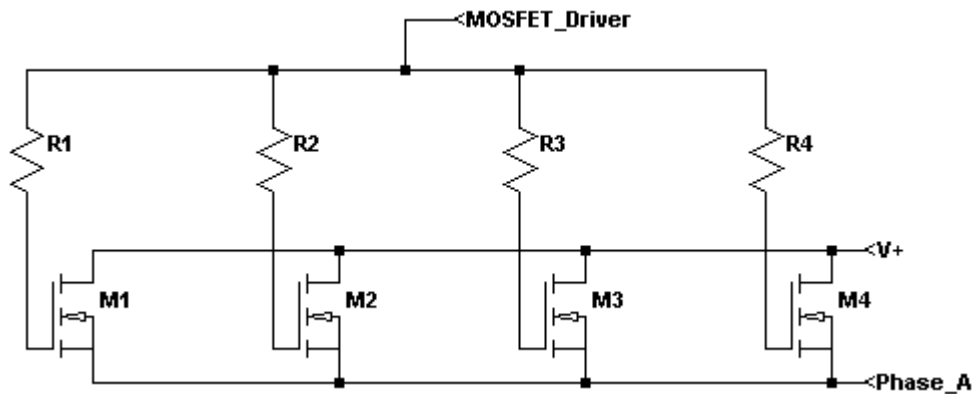 MOSFET_Driver
R1
R2
R3
R4
V+
M1
M2
M3
M4
Phase_A